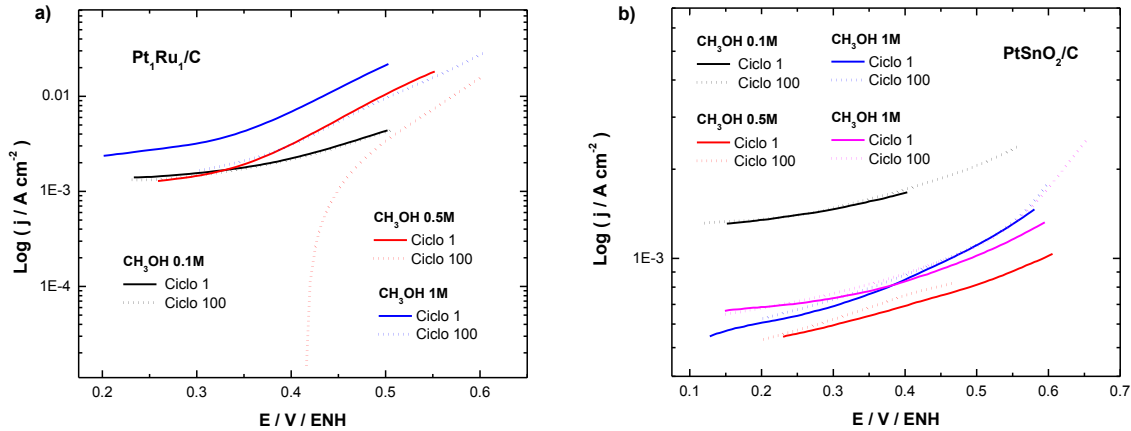 a)
Pt₁Ru₁/C
Log ( j / A cm⁻²)
0.01
1E-3
1E-4
CH₃OH 0.1M
Ciclo 1
Ciclo 100
CH₃OH 0.5M
Ciclo 1
Ciclo 100
CH₃OH 1M
Ciclo 1
Ciclo 100
0.2 0.3 0.4 0.5 0.6
E / V / ENH
b)
CH₃OH 0.1M
Ciclo 1
Ciclo 100
CH₃OH 1M
Ciclo 1
Ciclo 100
PtSnO₂/C
CH₃OH 0.5M
Ciclo 1
Ciclo 100
CH₃OH 1M
Ciclo 1
Ciclo 100
Log ( j / A cm⁻²)
1E-3
0.1 0.2 0.3 0.4 0.5 0.6 0.7
E / V / ENH